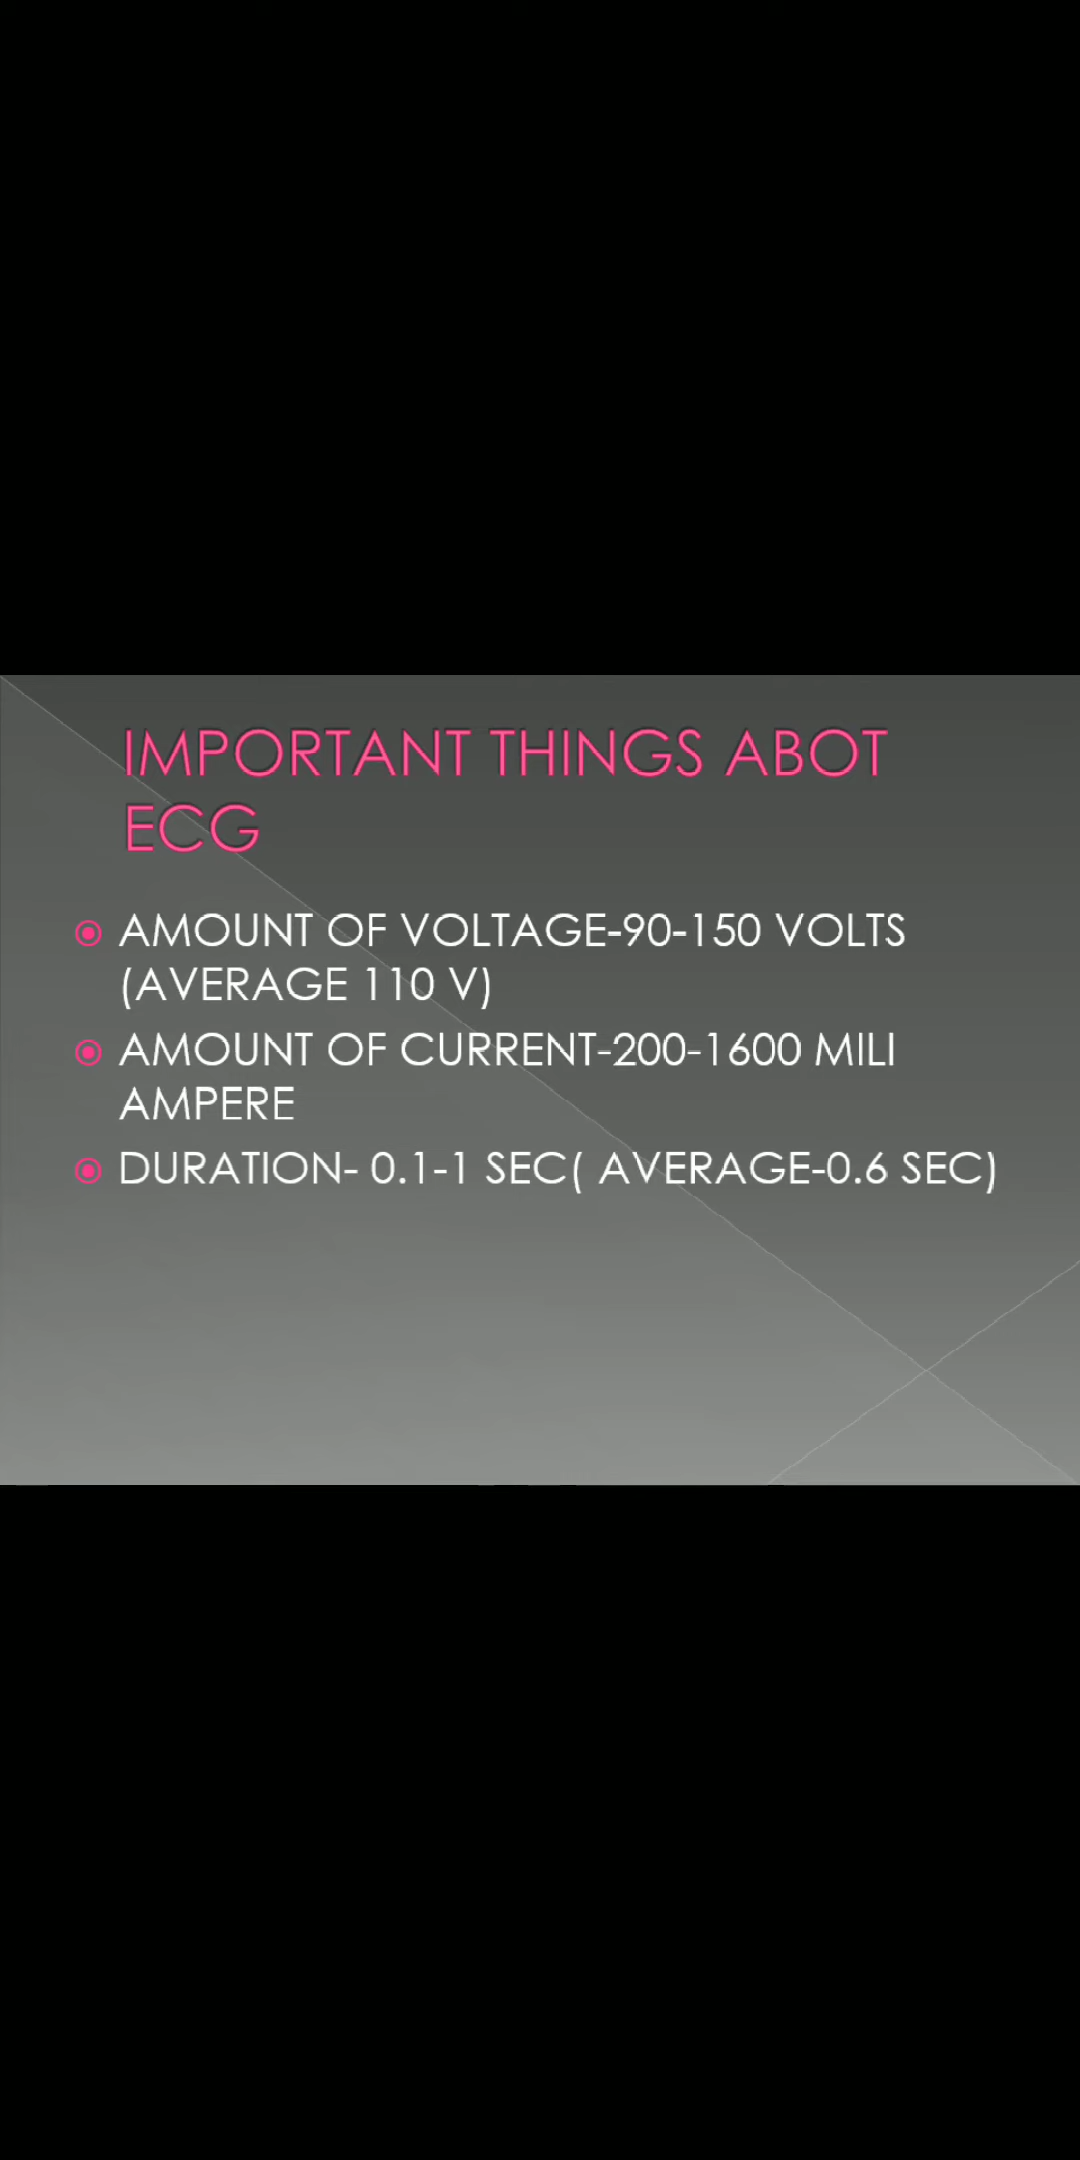 IMPORTANT THINGS ABOT
ECG
AMOUNT OF VOLTAGE-90-150 VOLTS
(AVERAGE 110 V)
AMOUNT OF CURRENT-200-1600 MILI
AMPERE
DURATION- 0.1-1 SEC( AVERAGE-0.6 SEC)